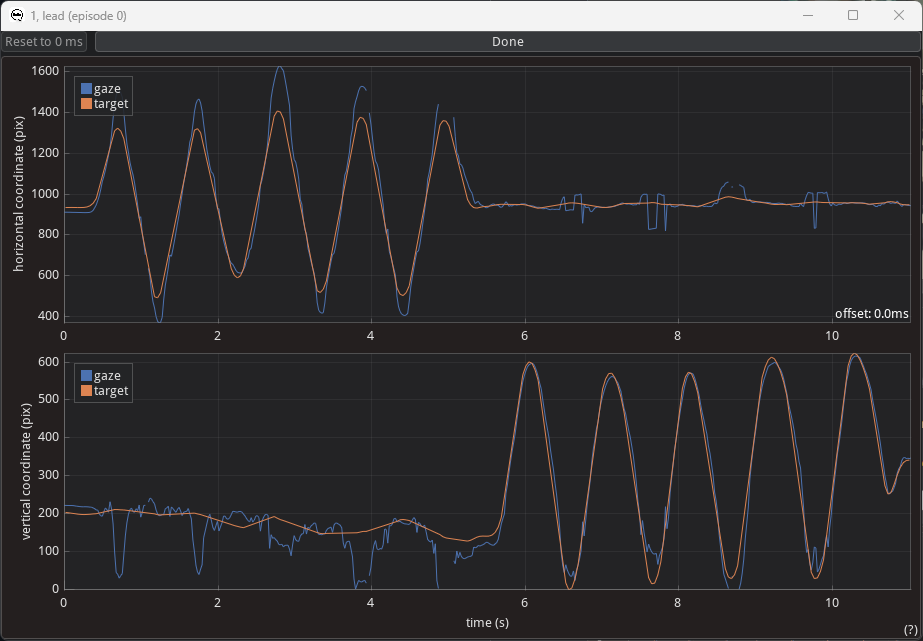 1, lead (episode 0)
Reset to 0 ms
Done
gaze
target
horizontal coordinate (pix)
1600
1400
1200
1000
800
600
400
0 2 4 6 8 10
offset: 0.0ms
gaze
target
vertical coordinate (pix)
600
500
400
300
200
100
0
0 2 4 6 8 10
time (s)
(?)